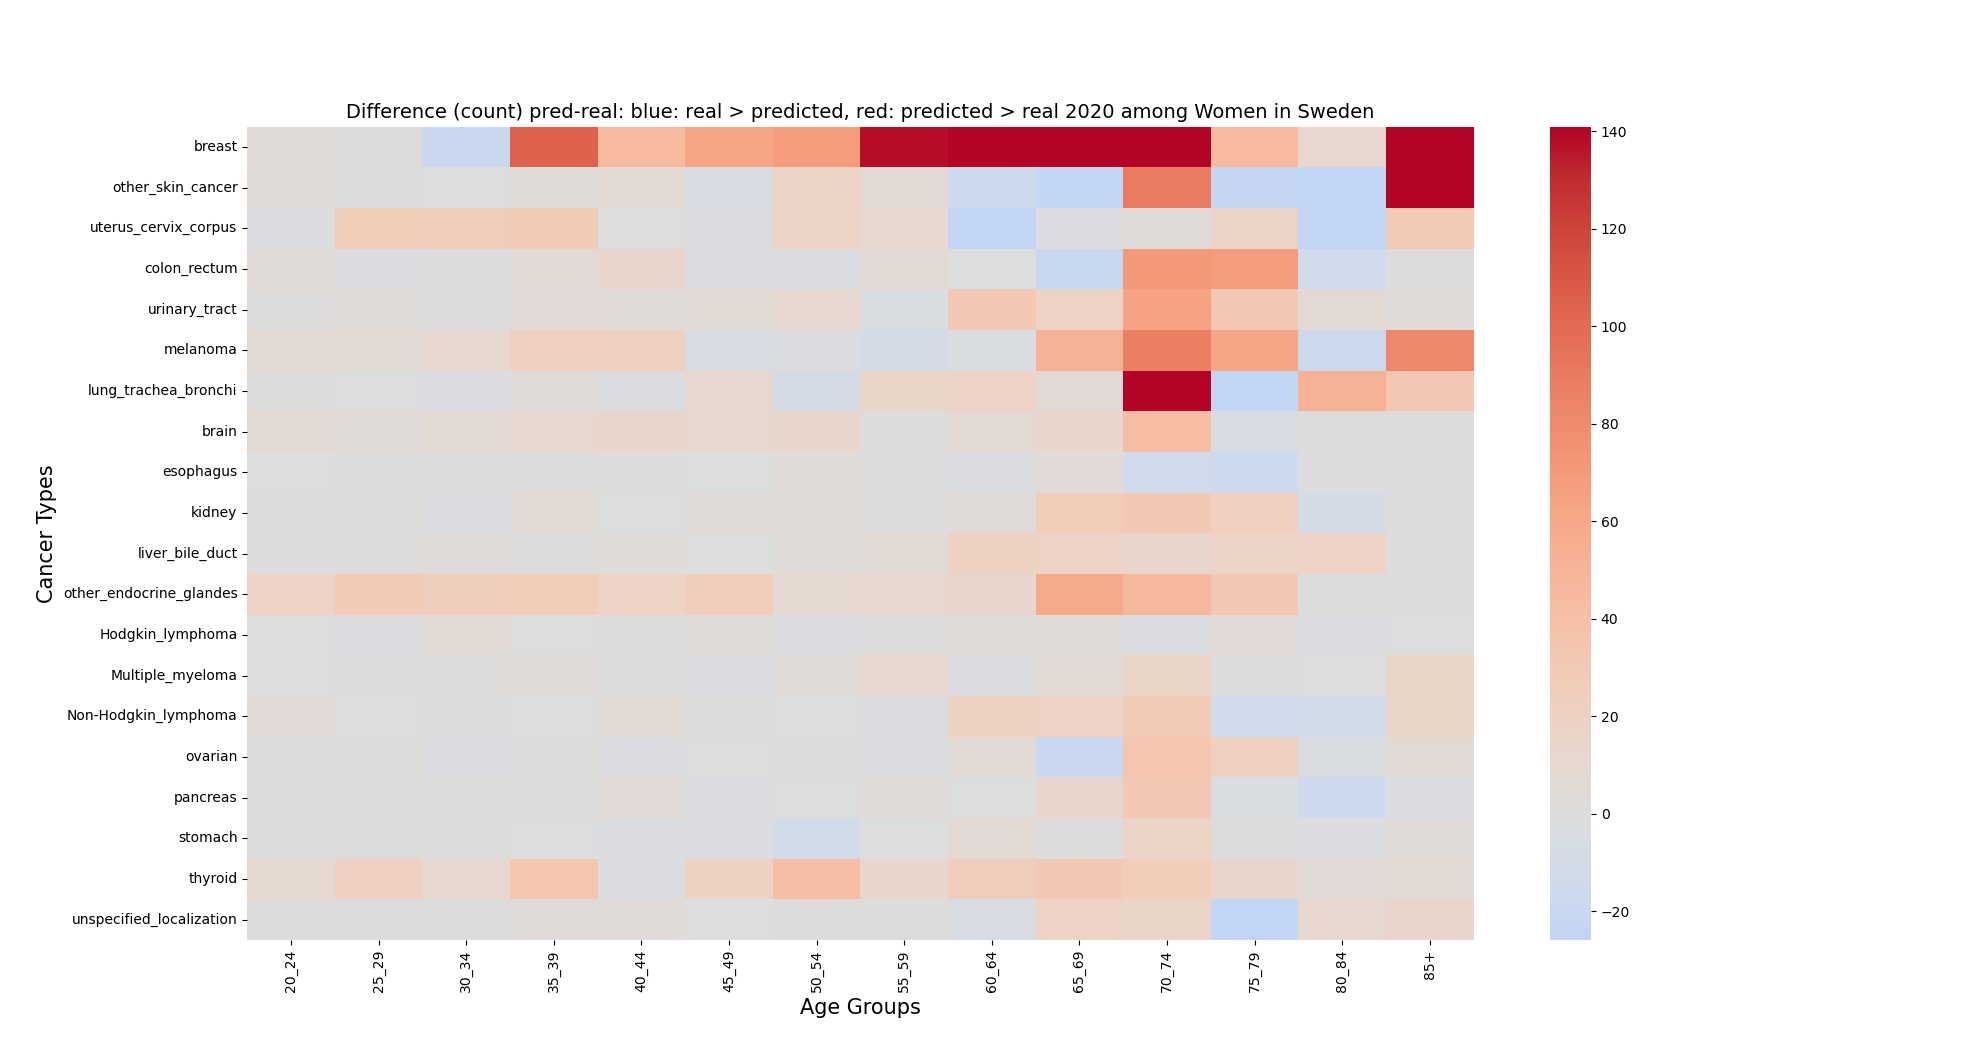 Difference (count) pred-real: blue: real > predicted, red: predicted > real 2020 among Women in Sweden
Cancer Types
breast
other_skin_cancer
uterus_cervix_corpus
colon_rectum
urinary_tract
melanoma
lung_trachea_bronchi
brain
esophagus
kidney
liver_bile_duct
other_endocrine_glandes
Hodgkin_lymphoma
Multiple_myeloma
Non-Hodgkin_lymphoma
ovarian
pancreas
stomach
thyroid
unspecified_localization
20_24 25_29 30_34 35_39 40_44 45_49 50_54 55_59 60_64 65_69 70_74 75_79 80_84 85+
Age Groups
140
120
100
80
60
40
20
0
−20